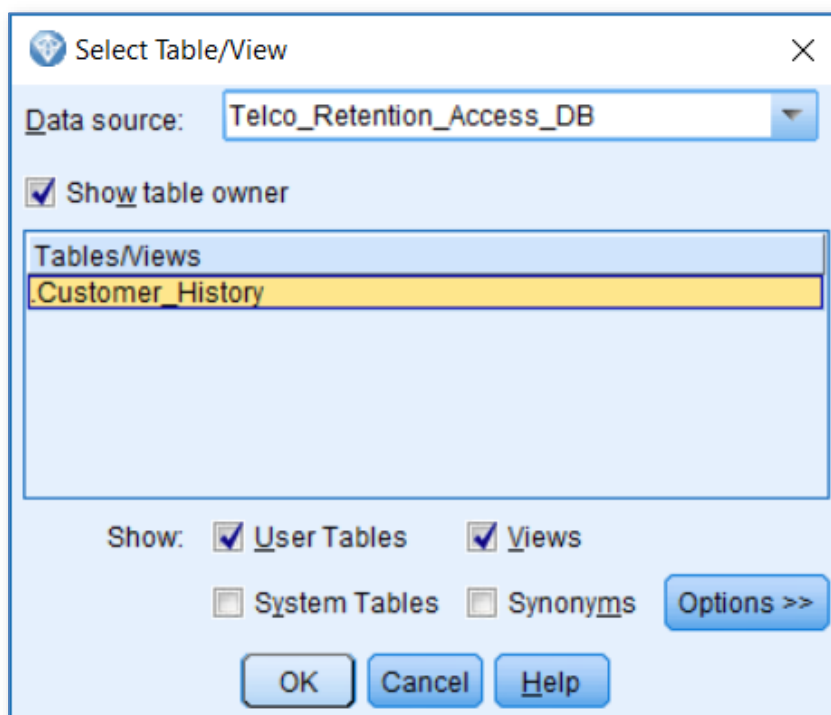 Select Table/View
Data source: Telco_Retention_Access_DB
Show table owner
Tables/Views
.Customer_History
Show: User Tables Views
System Tables Synonyms Options >>
OK Cancel Help